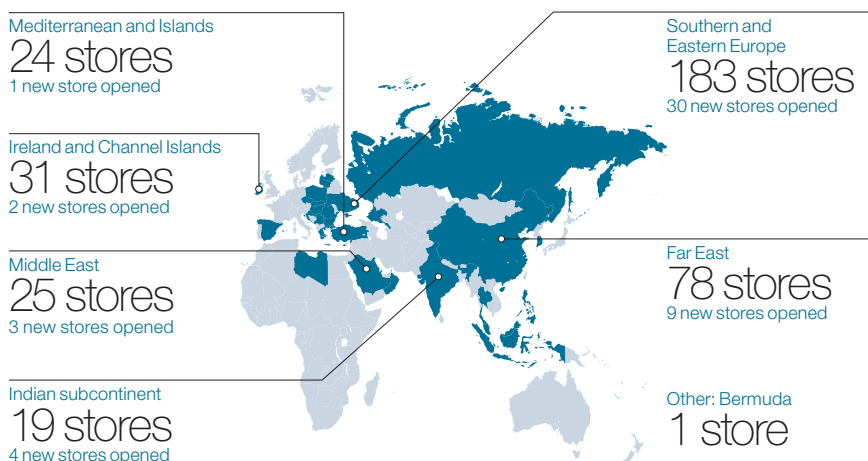 Mediterranean and Islands
24 stores
1 new store opened
Ireland and Channel Islands
31 stores
2 new stores opened
Middle East
25 stores
3 new stores opened
Indian subcontinent
19 stores
4 new stores opened
Southern and
Eastern Europe
183 stores
30 new stores opened
Far East
78 stores
9 new stores opened
Other: Bermuda
1 store